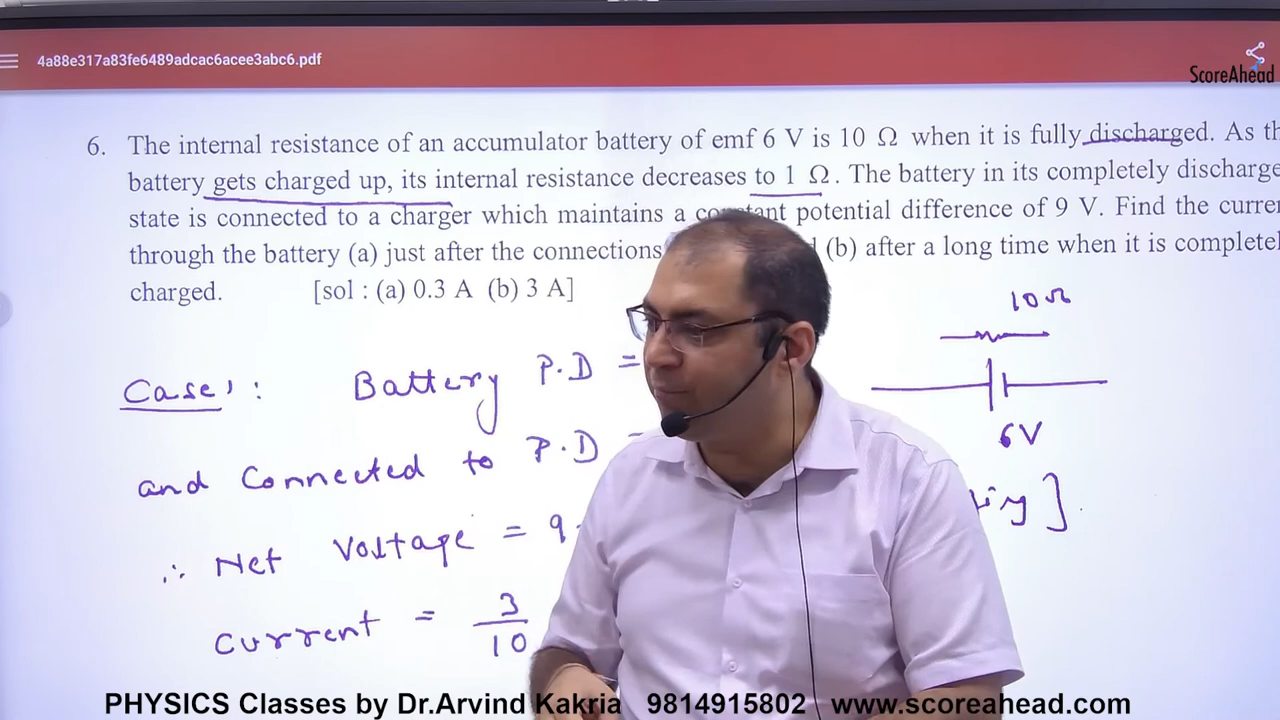 4a88e317a83fe6489adcac6acee3abc6.pdf
ScoreAhead
6. The internal resistance of an accumulator battery of emf 6 V is 10 Ω when it is fully discharged. As th
battery gets charged up, its internal resistance decreases to 1 Ω. The battery in its completely discharge
state is connected to a charger which maintains a potential difference of 9 V. Find the curren
through the battery (a) just after the connections (b) after a long time when it is completel
charged. [sol : (a) 0.3 A (b) 3 A]
10 Ω
Case 1 : Battery P.D =
6V
and Connected to P.D =
∴ Net Voltage = 9-
]
Current = 3/10
PHYSICS Classes by Dr.Arvind Kakria 9814915802 www.scoreahead.com